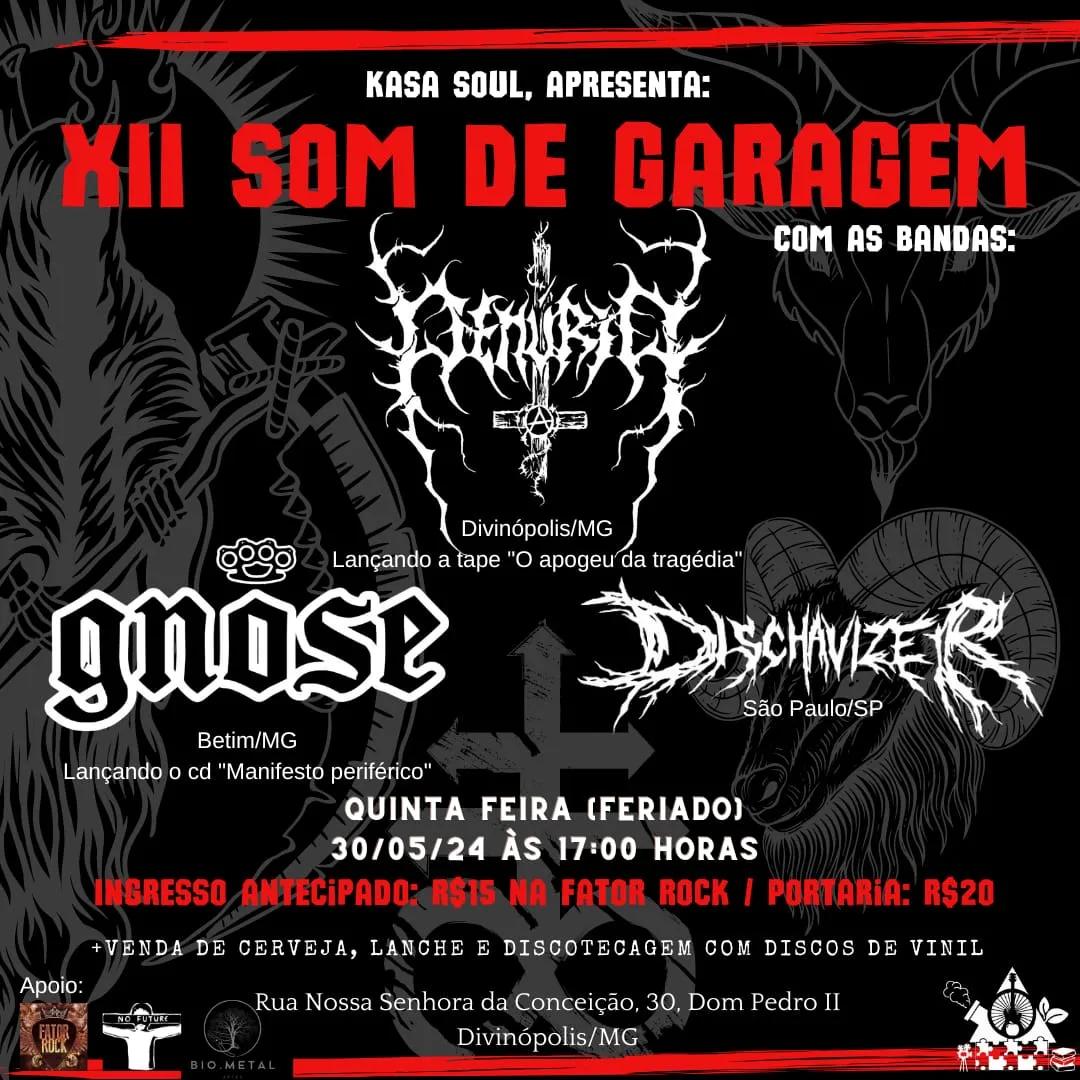 KASA SOUL, APRESENTA:
XII SOM DE GARAGEM
COM AS BANDAS:
PENÚRIA
Divinópolis/MG
Lançando a tape "O apogeu da tragédia"
gnose
DISCHAVIZER
São Paulo/SP
Betim/MG
Lançando o cd "Manifesto periférico"
QUINTA FEIRA (FERIADO)
30/05/24 ÀS 17:00 HORAS
INGRESSO ANTECIPADO: R$15 NA FATOR ROCK / PORTARIA: R$20
+VENDA DE CERVEJA, LANCHE E DISCOTECAGEM COM DISCOS DE VINIL
Apoio:
FATOR ROCK
NO FUTURE
BIO.METAL
Rua Nossa Senhora da Conceição, 30, Dom Pedro II
Divinópolis/MG